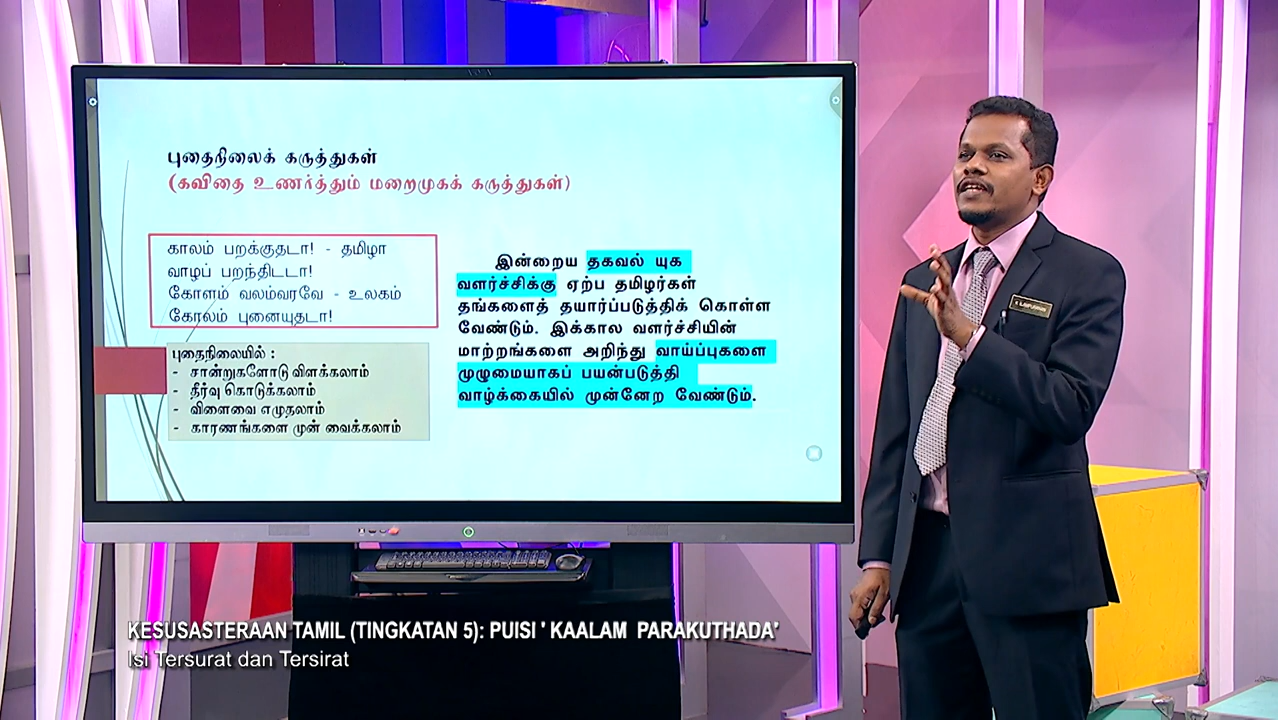 புதைநிலைக் கருத்துகள்
(கவிதை உணர்த்தும் மறைமுகக் கருத்துகள்)
காலம் பறக்குதடா! - தமிழா
வாழப் பறந்திடடா!
கோளம் வலம்வரவே - உலகம்
கோலம் புனையுதடா!
புதைநிலையில் :
- சான்றுகளோடு விளக்கலாம்
- தீர்வு கொடுக்கலாம்
- விளைவை எழுதலாம்
- காரணங்களை முன் வைக்கலாம்
இன்றைய தகவல் யுக
வளர்ச்சிக்கு ஏற்ப தமிழர்கள்
தங்களைத் தயார்ப்படுத்திக் கொள்ள
வேண்டும். இக்கால வளர்ச்சியின்
மாற்றங்களை அறிந்து வாய்ப்புகளை
முழுமையாகப் பயன்படுத்தி
வாழ்க்கையில் முன்னேற வேண்டும்.
KESUSASTERAAN TAMIL (TINGKATAN 5): PUISI ' KAALAM PARAKUTHADA'
Isi Tersurat dan Tersirat